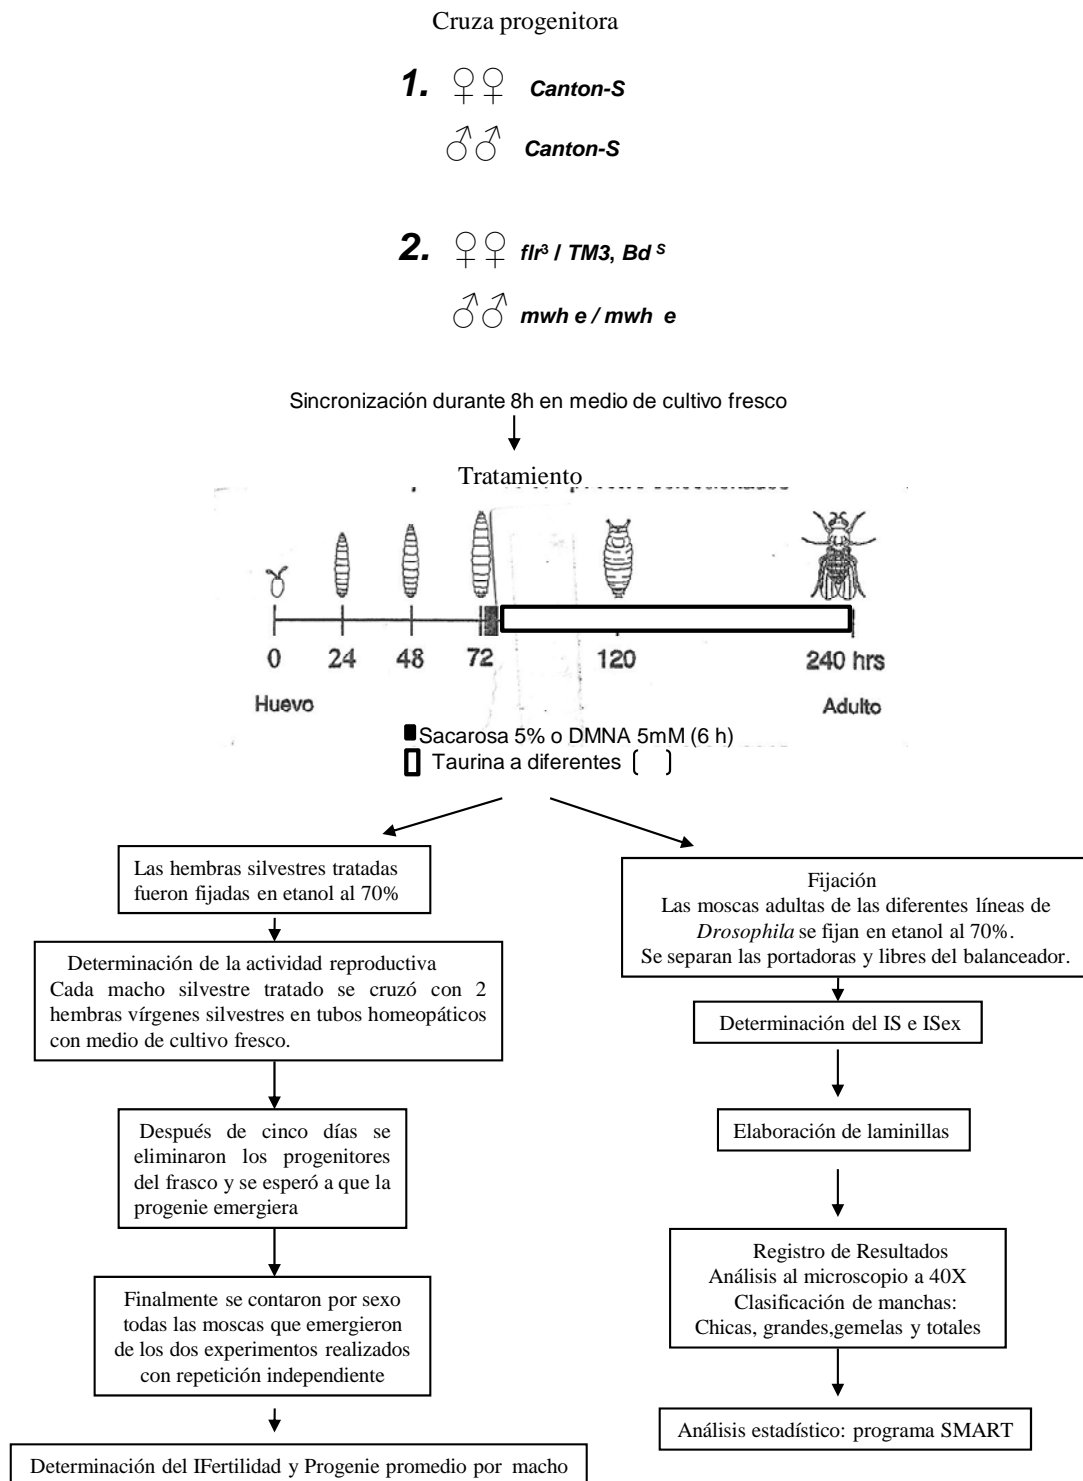 Cruza progenitora
1. ♀♀ Canton-S
♂♂ Canton-S
2. ♀♀ flr³ / TM3, Bd ˢ
♂♂ mwh e / mwh e
Sincronización durante 8h en medio de cultivo fresco
Tratamiento
0 24 48 72 120 240 hrs
Huevo Adulto
Sacarosa 5% o DMNA 5mM (6 h)
Taurina a diferentes [ ]
Las hembras silvestres tratadas
fueron fijadas en etanol al 70%
Determinación de la actividad reproductiva
Cada macho silvestre tratado se cruzó con 2
hembras vírgenes silvestres en tubos homeopáticos
con medio de cultivo fresco.
Después de cinco días se
eliminaron los progenitores
del frasco y se esperó a que la
progenie emergiera
Finalmente se contaron por sexo
todas las moscas que emergieron
de los dos experimentos realizados
con repetición independiente
Determinación del IFertilidad y Progenie promedio por macho
Fijación
Las moscas adultas de las diferentes líneas de
Drosophila se fijan en etanol al 70%.
Se separan las portadoras y libres del balanceador.
Determinación del IS e ISex
Elaboración de laminillas
Registro de Resultados
Análisis al microscopio a 40X
Clasificación de manchas:
Chicas, grandes,gemelas y totales
Análisis estadístico: programa SMART